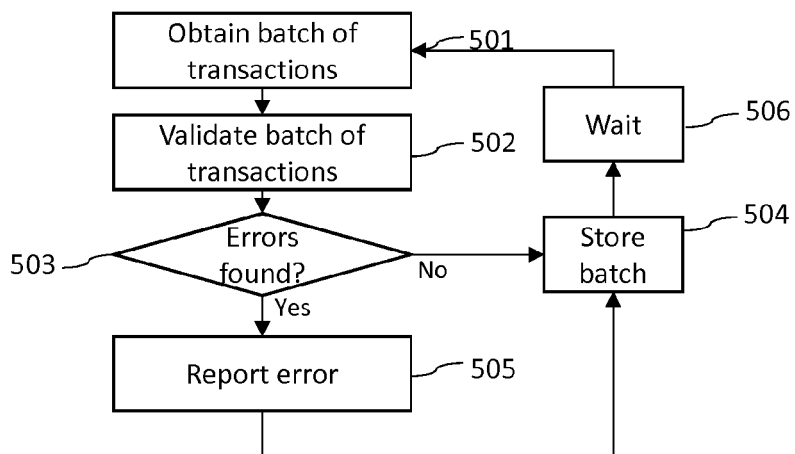 Obtain batch of
transactions
501
Validate batch of
transactions
502
Wait
506
Errors
found?
503
No
Yes
Store
batch
504
Report error
505